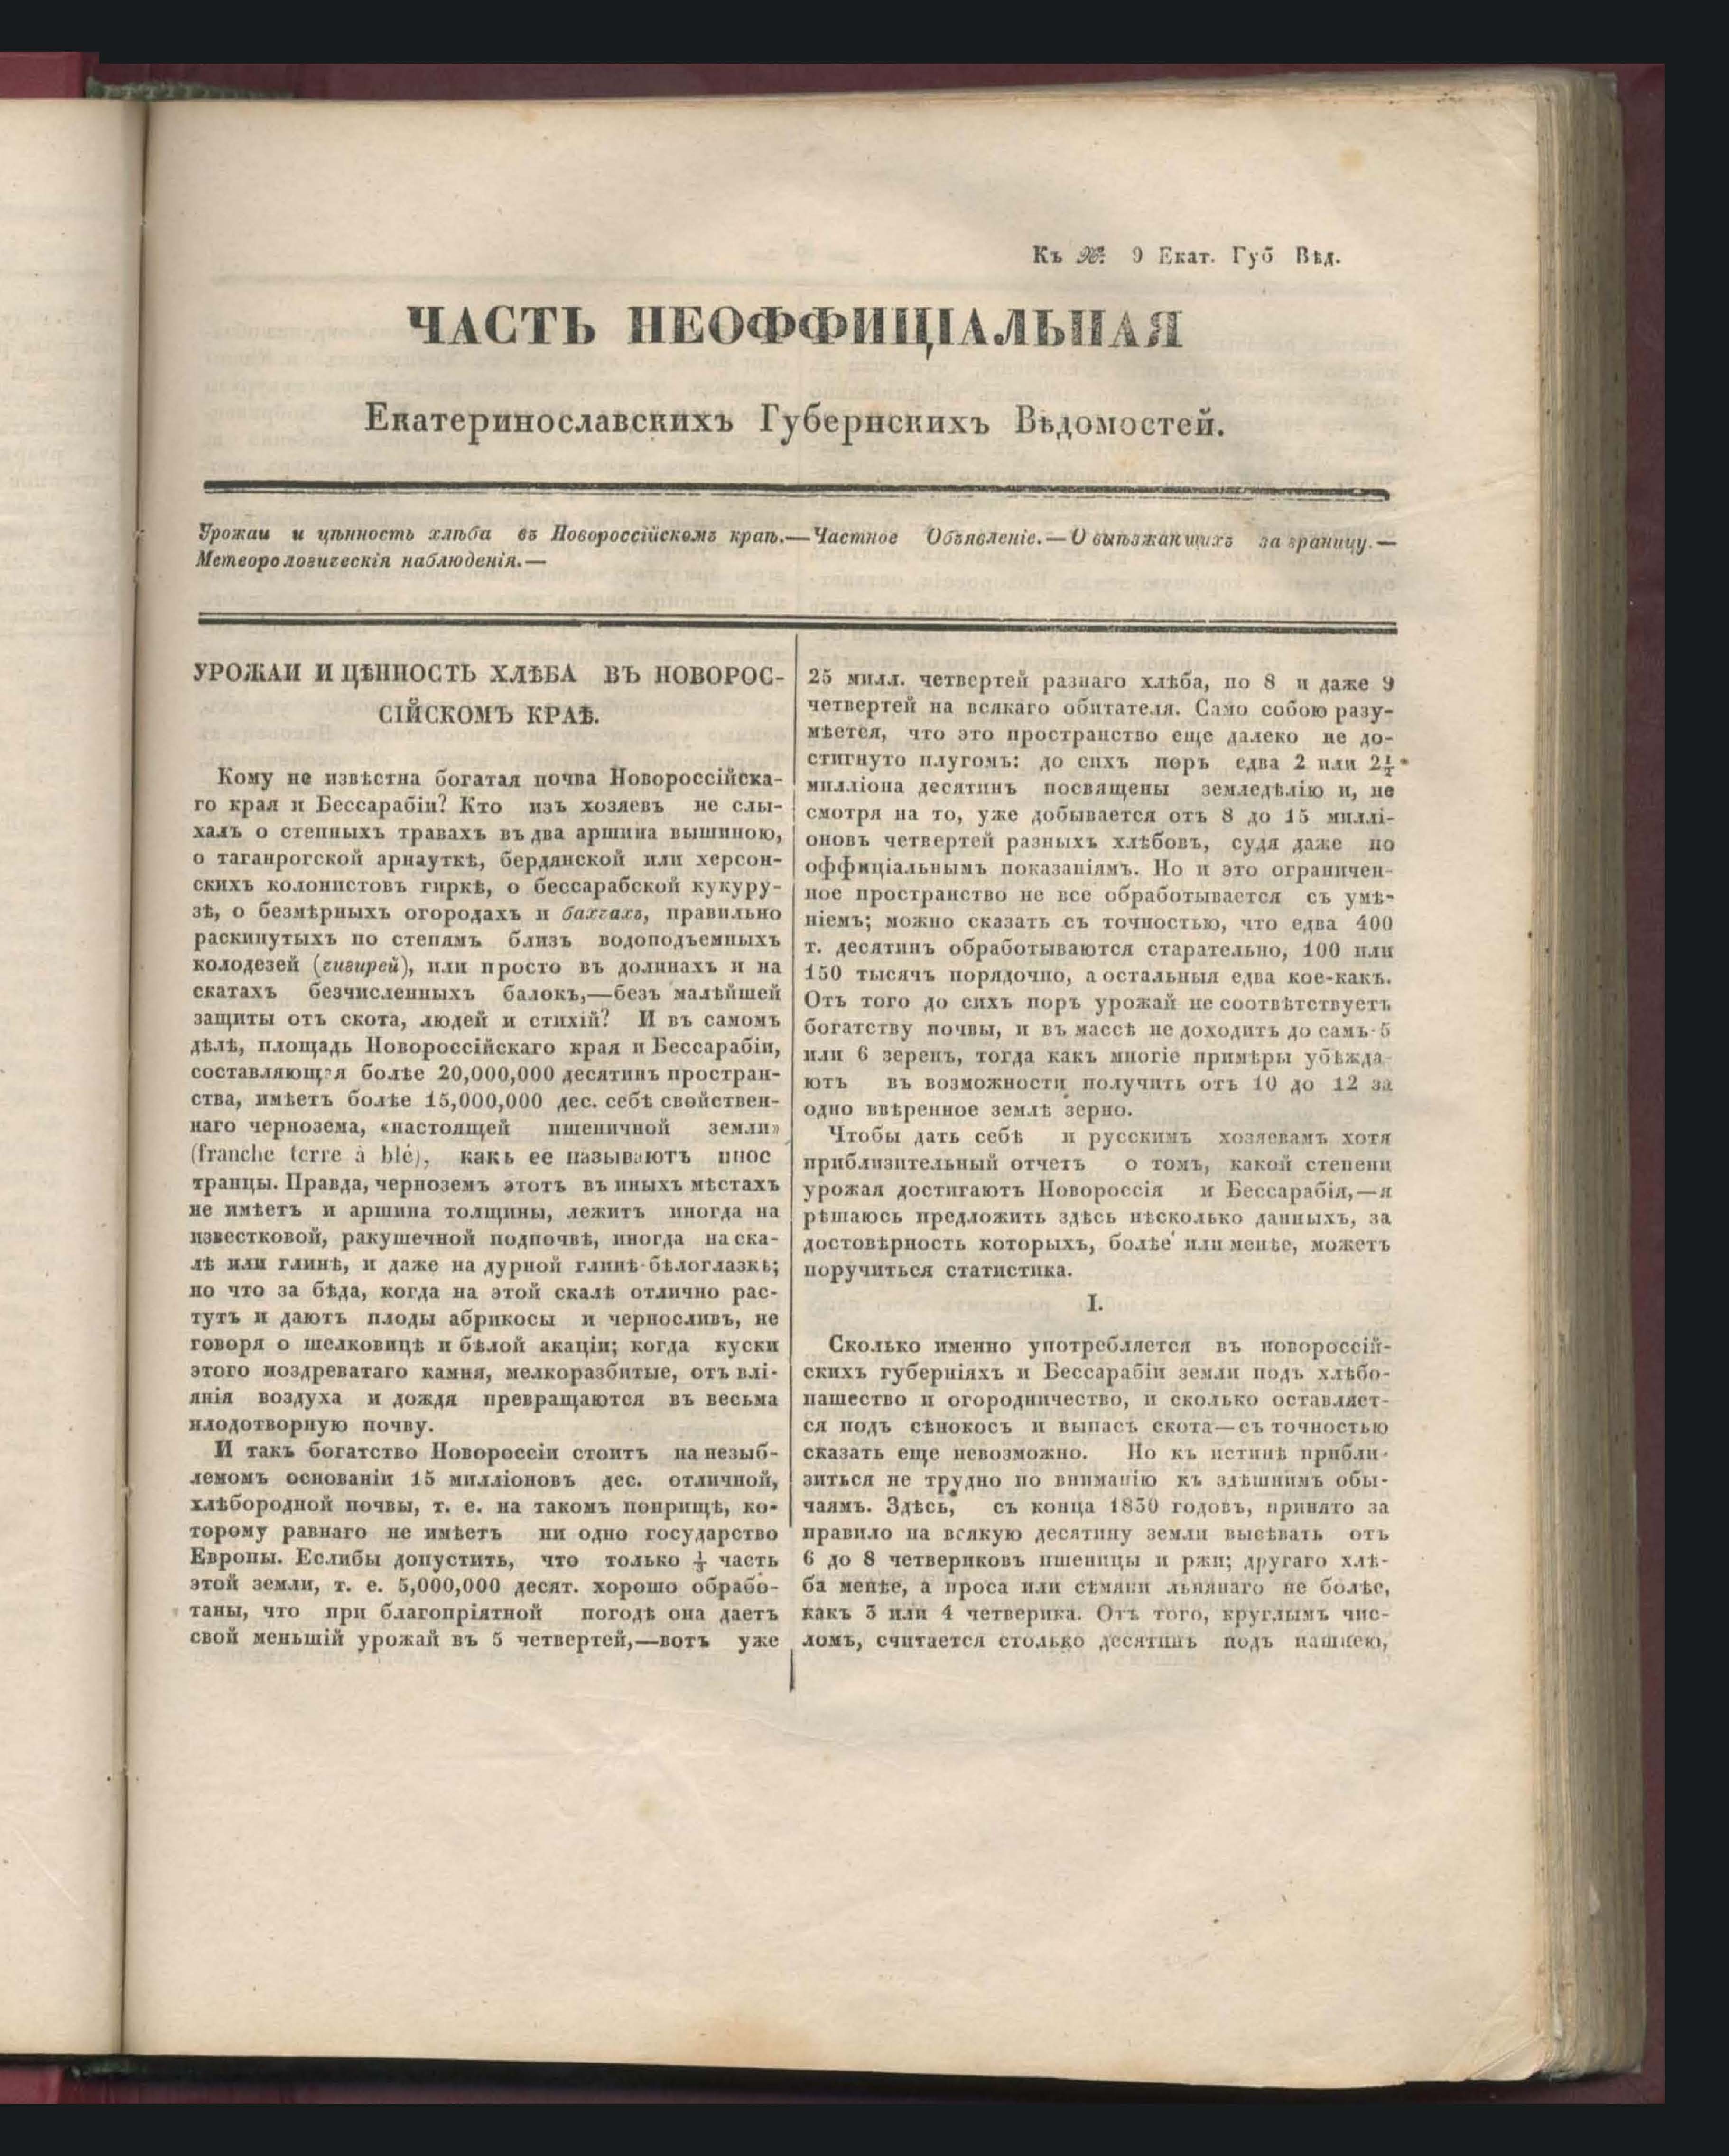 Къ №. 9 Екат. Губ Вѣд.
ЧАСТЬ НЕОФФИЦІАЛЬНАЯ
Екатеринославскихъ Губернскихъ Вѣдомостей.
Урожаи и цѣнность хлѣба въ Новороссійскомъ краѣ.—Частное Объявленіе.—О выѣзжающихъ за границу.—
Метеорологическія наблюденія.—
УРОЖАИ И ЦѢННОСТЬ ХЛѢБА ВЪ НОВОРОС-
СІЙСКОМЪ КРАѢ.
Кому не извѣстна богатая почва Новороссійска-
го края и Бессарабіи? Кто изъ хозяевъ не слы-
халъ о степныхъ травахъ въ два аршина вышиною,
о таганрогской арнауткѣ, бердянской или херсон-
скихъ колонистовъ гиркѣ, о бессарабской кукуру-
зѣ, о безмѣрныхъ огородахъ и бахчахъ, правильно
раскинутыхъ по степямъ близъ водоподъемныхъ
колодезей (чигирей), или просто въ долинахъ и на
скатахъ безчисленныхъ балокъ,—безъ малѣйшей
защиты отъ скота, людей и стихій? И въ самомъ
дѣлѣ, площадь Новороссійскаго края и Бессарабіи,
составляющая болѣе 20,000,000 десятинъ простран-
ства, имѣетъ болѣе 15,000,000 дес. себѣ свойствен-
наго чернозема, «настоящей пшеничной земли»
(franche terre à blé), какъ ее называютъ инос
транцы. Правда, черноземъ этотъ въ иныхъ мѣстахъ
не имѣетъ и аршина толщины, лежитъ иногда на
известковой, ракушечной подпочвѣ, иногда на ска-
лѣ или глинѣ, и даже на дурной глинѣ-бѣлоглазкѣ;
но что за бѣда, когда на этой скалѣ отлично рас-
тутъ и даютъ плоды абрикосы и черносливъ, не
говоря о шелковицѣ и бѣлой акаціи; когда куски
этого ноздреватаго камня, мелкоразбитые, отъ влі-
янія воздуха и дождя превращаются въ весьма
плодотворную почву.
И такъ богатство Новороссіи стоитъ на незыб-
лемомъ основаніи 15 милліоновъ дес. отличной,
хлѣбородной почвы, т. е. на такомъ поприщѣ, ко-
торому равнаго не имѣетъ ни одно государство
Европы. Еслибы допустить, что только ⅓ часть
этой земли, т. е. 5,000,000 десят. хорошо обрабо-
таны, что при благопріятной погодѣ она даетъ
свой меньшій урожай въ 5 четвертей,—вотъ уже
25 милл. четвертей разнаго хлѣба, по 8 и даже 9
четвертей на всякаго обитателя. Само собою разу-
мѣется, что это пространство еще далеко не до-
стигнуто плугомъ: до сихъ поръ едва 2 или 2½
милліона десятинъ посвящены земледѣлію и, не
смотря на то, уже добывается отъ 8 до 15 милл­і-
оновъ четвертей разныхъ хлѣбовъ, судя даже по
оффиціальнымъ показаніямъ. Но и это ограничен-
ное пространство не все обработывается съ умѣ-
ніемъ; можно сказать съ точностью, что едва 400
т. десятинъ обработываются старательно, 100 или
150 тысячъ порядочно, а остальныя едва кое-какъ.
Отъ того до сихъ поръ урожай не соотвѣтствуетъ
богатству почвы, и въ массѣ не доходитъ до самъ-5
или 6 зеренъ, тогда какъ многіе примѣры убѣжда-
ютъ въ возможности получить отъ 10 до 12 за
одно ввѣренное землѣ зерно.
Чтобы дать себѣ и русскимъ хозяевамъ хотя
приблизительный отчетъ о томъ, какой степени
урожая достигаютъ Новороссія и Бессарабія,—я
рѣшаюсь предложить здѣсь нѣсколько данныхъ, за
достовѣрность которыхъ, болѣе или менѣе, можетъ
поручиться статистика.
I.
Сколько именно употребляется въ новороссій-
скихъ губерніяхъ и Бессарабіи земли подъ хлѣбо-
пашество и огородничество, и сколько оставляет-
ся подъ сѣнокосъ и выпасъ скота—съ точностью
сказать еще невозможно. Но къ истинѣ прибли-
зиться не трудно по вниманію къ здѣшнимъ обы-
чаямъ. Здѣсь, съ конца 1830 годовъ, принято за
правило на всякую десятину земли высѣвать отъ
6 до 8 четвериковъ пшеницы и ржи; другаго хлѣ-
ба менѣе, а проса или сѣмяни льнянаго не болѣе,
какъ 3 или 4 четверика. Отъ того, круглымъ чис-
ломъ, считается столько десятинъ подъ пашнею,